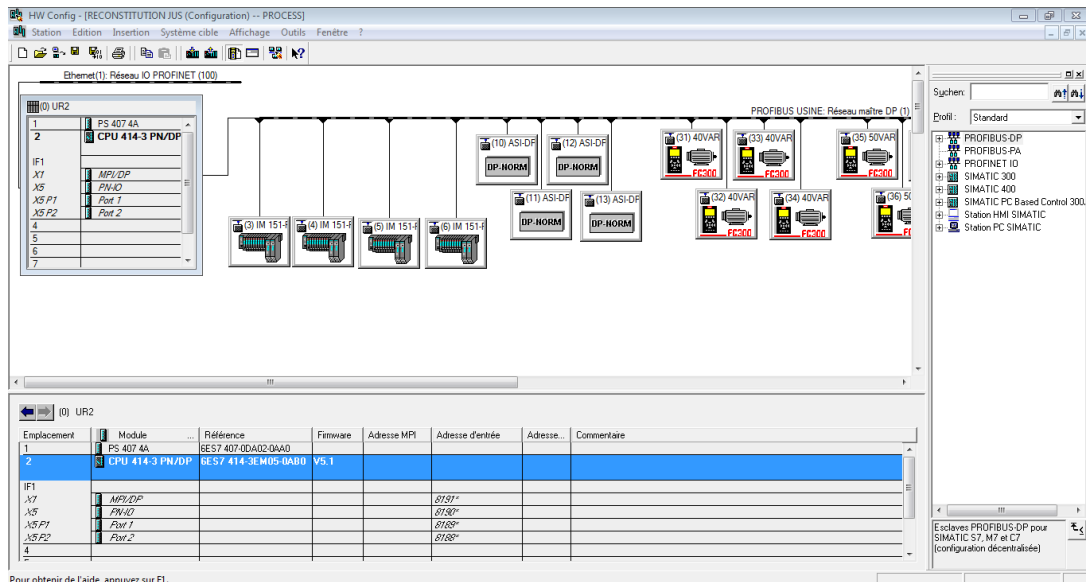 HW Config - [RECONSTITUTION JUS (Configuration) -- PROCESS]
Station Edition Insertion Système cible Affichage Outils Fenêtre ?
Ethernet(1): Réseau IO PROFINET (100)
(0) UR2
1 PS 407 4A
2 CPU 414-3 PN/DP
IF1
X1 MPI/DP
X5 PN-IO
X5 P1 Port 1
X5 P2 Port 2
4
5
6
7
PROFIBUS USINE: Réseau maître DP (1)
(10) ASI-DF
DP-NORM
(12) ASI-DF
DP-NORM
(31) 40VAR
FC300
(33) 40VAR
FC300
(35) 50VAR
FC300
(11) ASI-DF
DP-NORM
(13) ASI-DF
DP-NORM
(32) 40VAR
FC300
(34) 40VAR
FC300
(36) 50
(3) IM 151-F
(4) IM 151-F
(5) IM 151-F
(6) IM 151-F
Suchen:
Profil : Standard
PROFIBUS-DP
PROFIBUS-PA
PROFINET IO
SIMATIC 300
SIMATIC 400
SIMATIC PC Based Control 300
Station HMI SIMATIC
Station PC SIMATIC
(0) UR2
Emplacement Module ... Référence Firmware Adresse MPI Adresse d'entrée Adresse... Commentaire
1 PS 407 4A 6ES7 407-0DA02-0AA0
2 CPU 414-3 PN/DP 6ES7 414-3EM05-0AB0 V5.1
IF1
X1 MPI/DP 8191*
X5 PN-IO 8190*
X5 P1 Port 1 8189*
X5 P2 Port 2 8188*
4
Esclaves PROFIBUS-DP pour
SIMATIC S7, M7 et C7
(configuration décentralisée)
Pour obtenir de l'aide, appuyez sur F1.